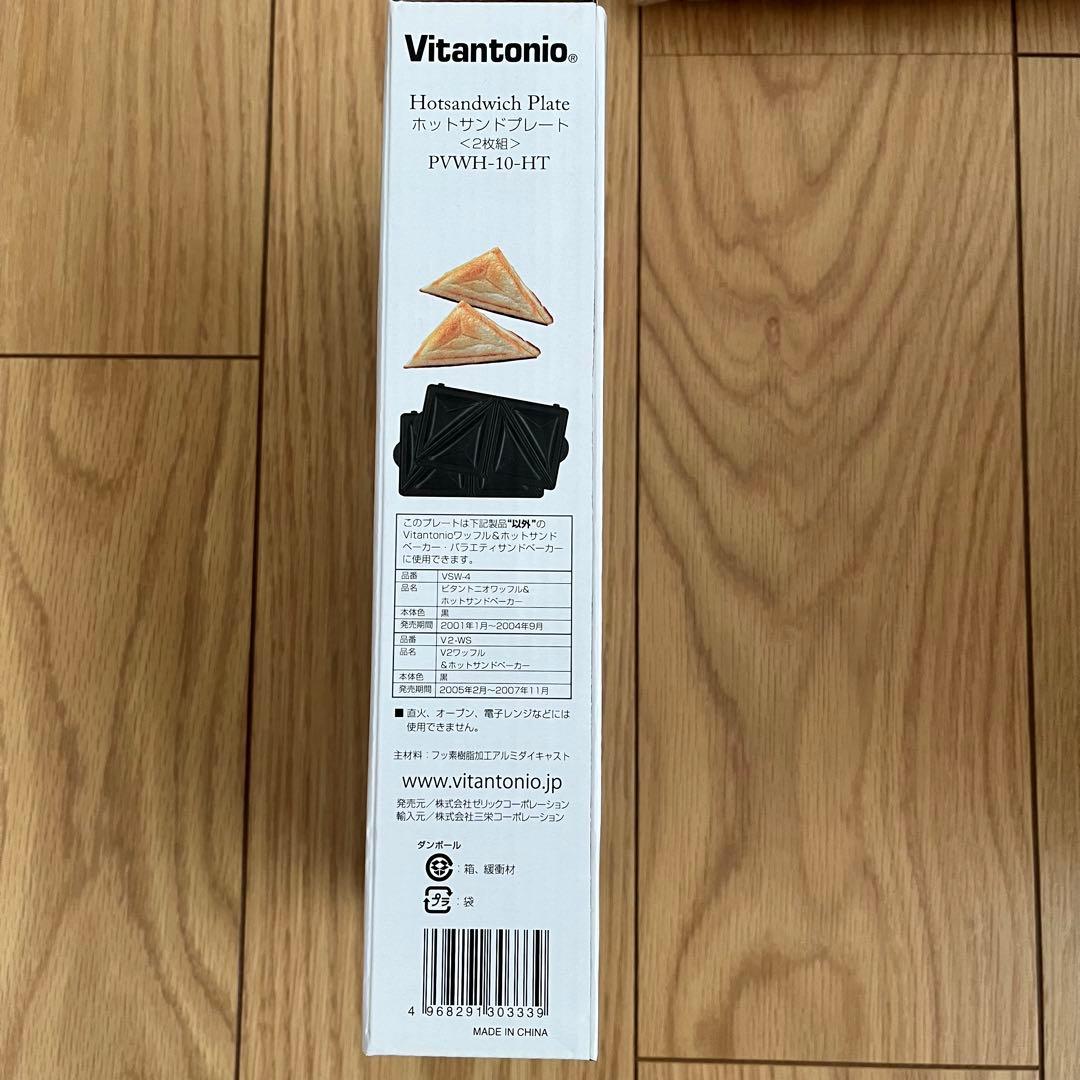 Vitantonio®
Hotsandwich Plate
ホットサンドプレート
<2枚組>
PVWH-10-HT
このプレートは下記製品"以外"の
Vitantonioワッフル&ホットサンド
ベーカー・バラエティサンドベーカー
に使用できます。
品番 VSW-4
品名 ビタントニオワッフル&
ホットサンドベーカー
本体色 黒
発売期間 2001年1月~2004年9月
品番 V2-WS
品名 V2ワッフル
&ホットサンドベーカー
本体色 黒
発売期間 2005年2月~2007年11月
■ 直火、オーブン、電子レンジなどには
使用できません。
主材料:フッ素樹脂加工アルミダイキャスト
www.vitantonio.jp
発売元/株式会社ゼリックコーポレーション
輸入元/株式会社三栄コーポレーション
ダンボール
:箱、緩衝材
プラ:袋
4 968291 303339
MADE IN CHINA